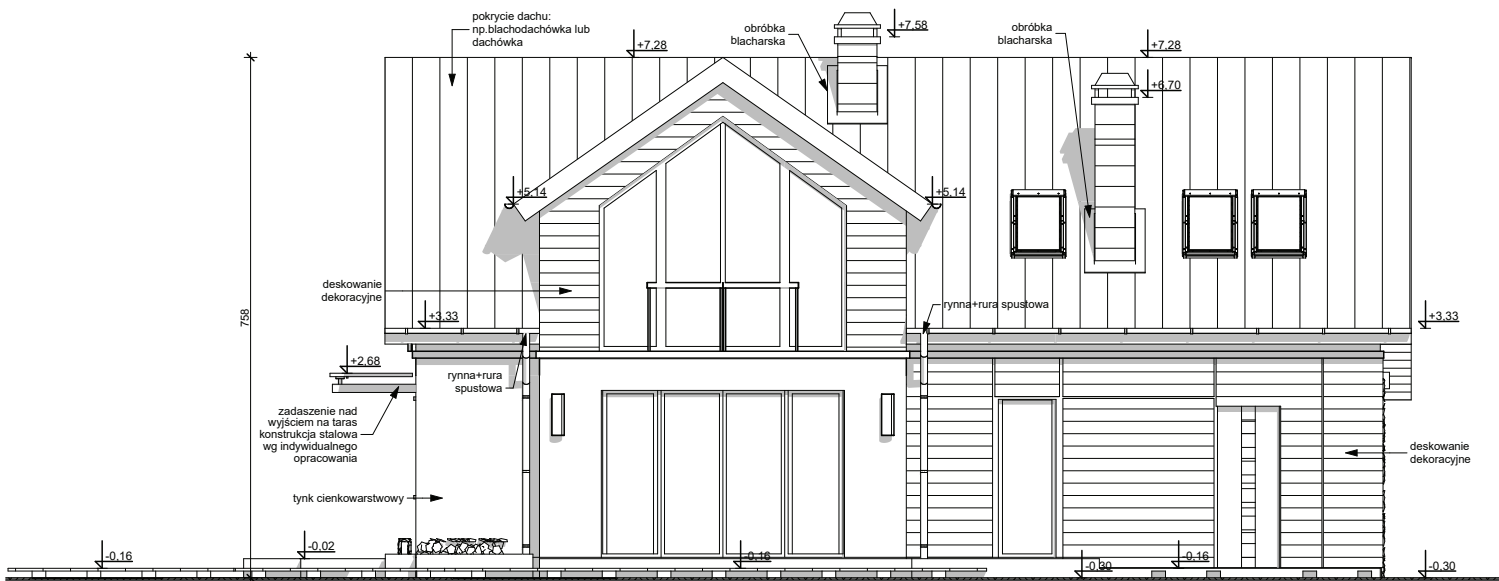 pokrycie dachu:
np.blachodachówka lub
dachówka
+7,28
obróbka
blacharska
+7,58
obróbka
blacharska
+7,28
+6,70
+5,14
+5,14
758
deskowanie
dekoracyjne
+3,33
rynna+rura spustowa
+3,33
+2,68
rynna+rura
spustowa
zadaszenie nad
wyjściem na taras
konstrukcja stalowa
wg indywidualnego
opracowania
deskowanie
dekoracyjne
tynk cienkowarstwowy
-0,16
-0,02
-0,16
-0,30
-0,16
-0,30